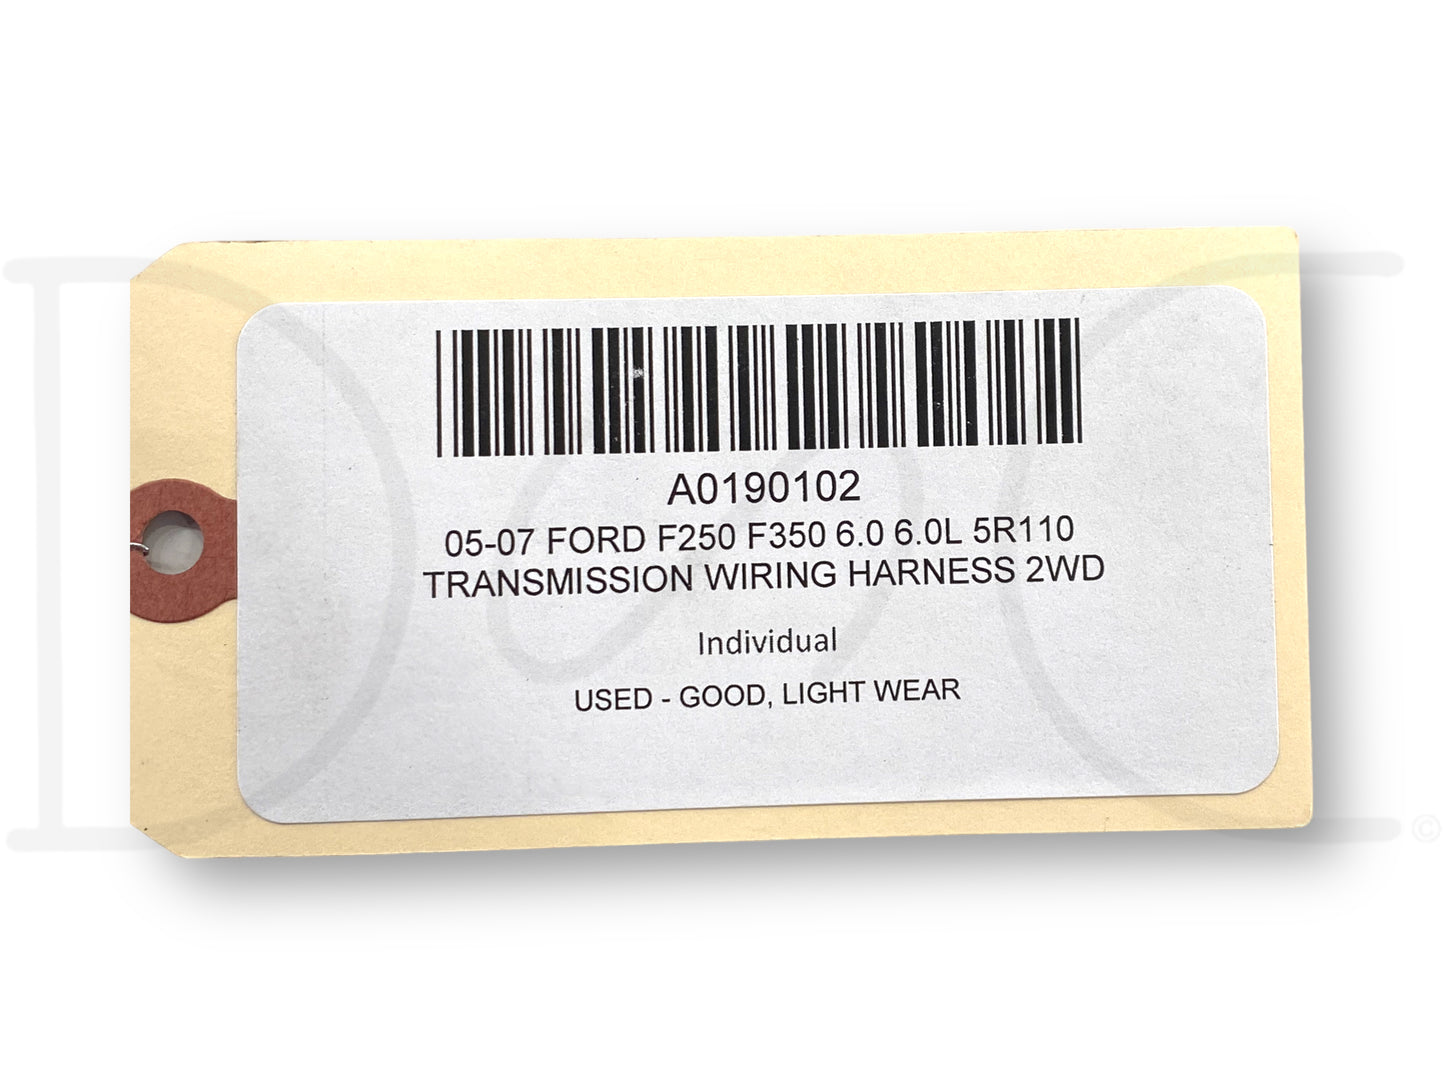 A0190102
05-07 FORD F250 F350 6.0 6.0L 5R110
TRANSMISSION WIRING HARNESS 2WD
Individual
USED - GOOD, LIGHT WEAR
©